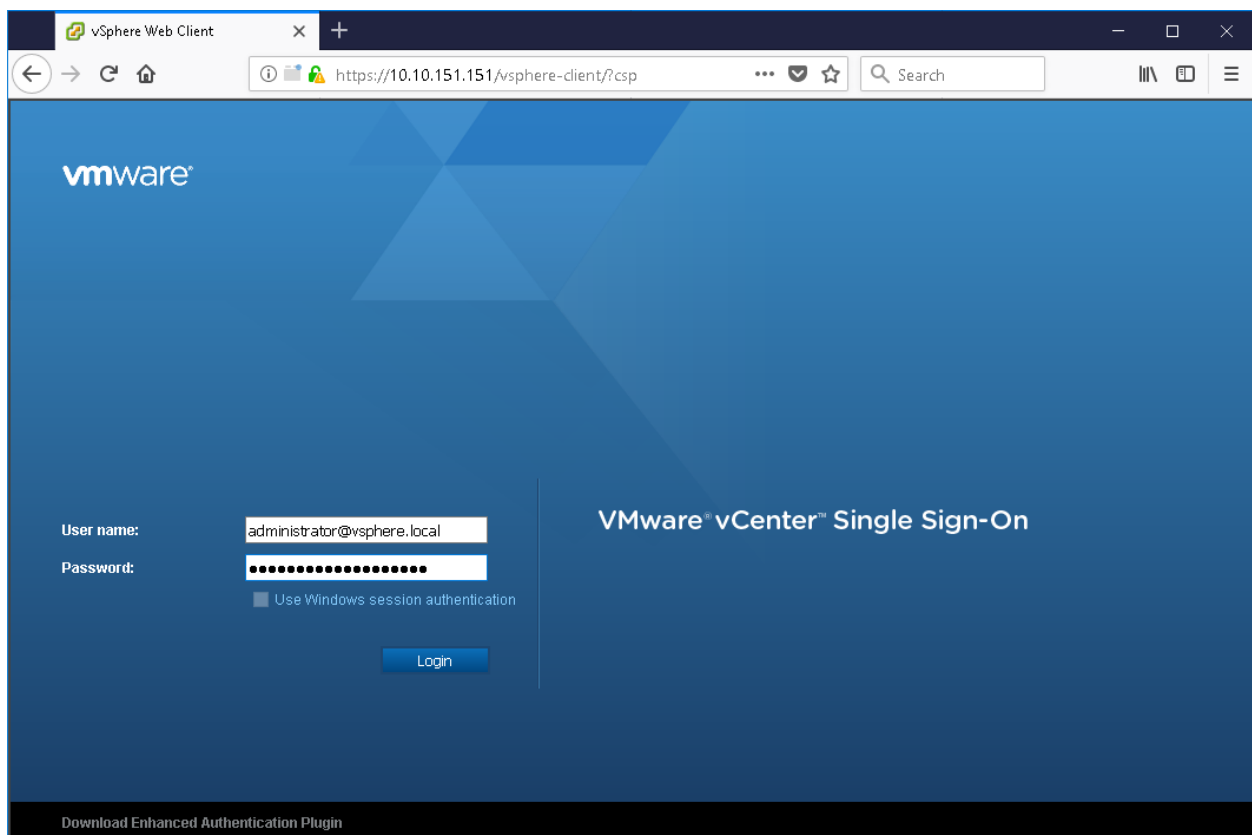 vSphere Web Client
https://10.10.151.151/vsphere-client/?csp
Search
vmware®
User name:
administrator@vsphere.local
Password:
Use Windows session authentication
Login
VMware® vCenter™ Single Sign-On
Download Enhanced Authentication Plugin